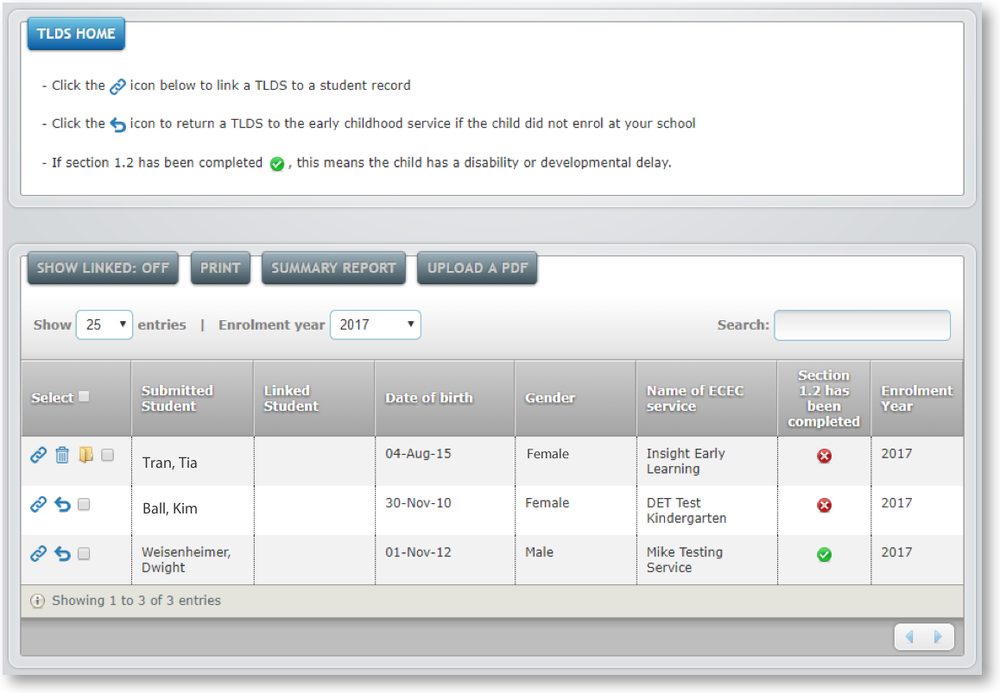 TLDS HOME
- Click the icon below to link a TLDS to a student record
- Click the icon to return a TLDS to the early childhood service if the child did not enrol at your school
- If section 1.2 has been completed , this means the child has a disability or developmental delay.
SHOW LINKED: OFF PRINT SUMMARY REPORT UPLOAD A PDF
Show 25 entries | Enrolment year 2017 Search:
Select
Submitted
Student
Linked
Student
Date of birth
Gender
Name of ECEC
service
Section
1.2 has
been
completed
Enrolment
Year
Tran, Tia
04-Aug-15
Female
Insight Early
Learning
2017
Ball, Kim
30-Nov-10
Female
DET Test
Kindergarten
2017
Weisenheimer,
Dwight
01-Nov-12
Male
Mike Testing
Service
2017
Showing 1 to 3 of 3 entries